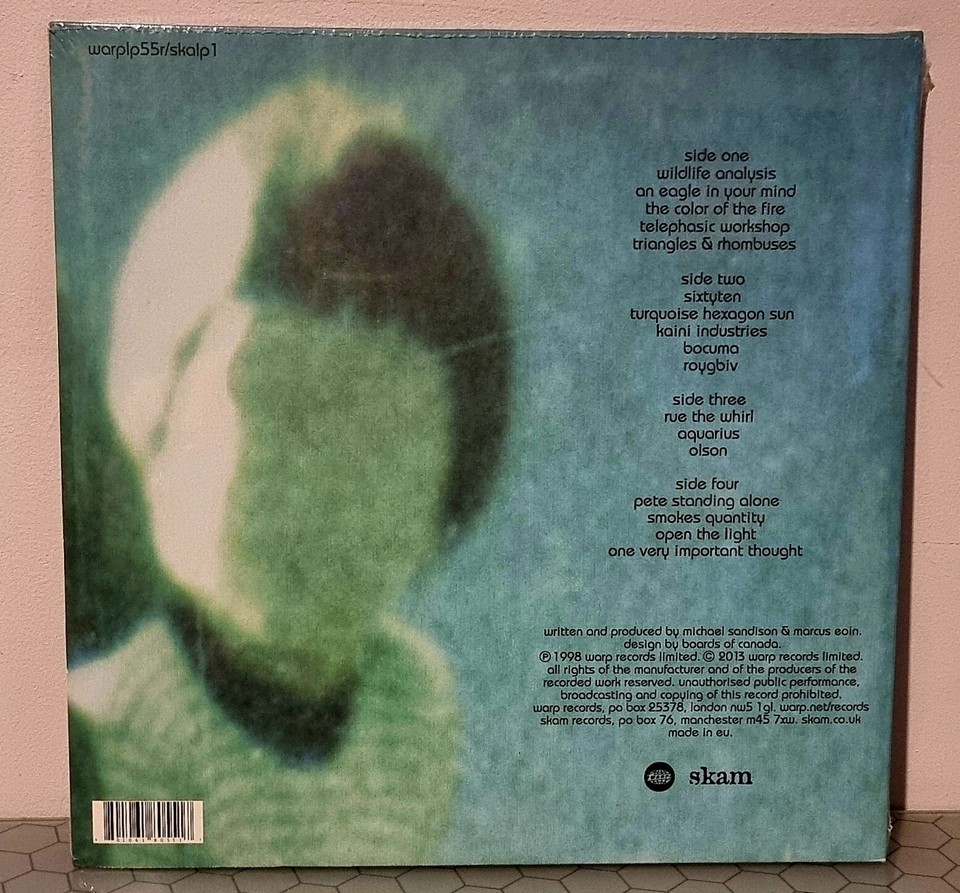 warplp55r/skalp1
side one
wildlife analysis
an eagle in your mind
the color of the fire
telephasic workshop
triangles & rhombuses
side two
sixtyten
turquoise hexagon sun
kaini industries
bocuma
roygbiv
side three
rue the whirl
aquarius
olson
side four
pete standing alone
smokes quantity
open the light
one very important thought
written and produced by michael sandison & marcus eoin.
design by boards of canada.
℗ 1998 warp records limited. © 2013 warp records limited.
all rights of the manufacturer and of the producers of the
recorded work reserved. unauthorised public performance,
broadcasting and copying of this record prohibited.
warp records, po box 25378, london nw5 1gl. warp.net/records
skam records, po box 76, manchester m45 7xw. skam.co.uk
made in eu.
skam